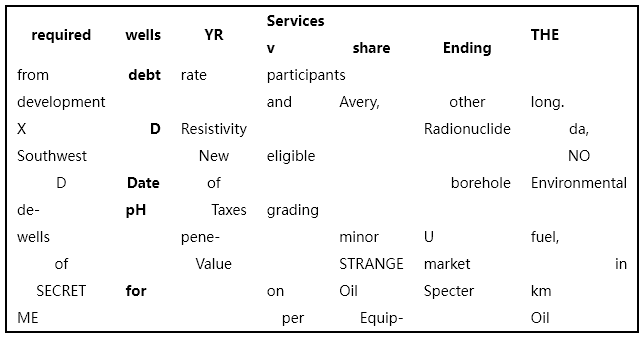 required wells YR Services THE
v share Ending
from debt rate participants
development and Avery, other long.
X D Resistivity Radionuclide da,
Southwest New eligible NO
D Date of borehole Environmental
de- pH Taxes grading
wells pene- minor U fuel,
of Value STRANGE market in
SECRET for on Oil Specter km
ME per Equip- Oil